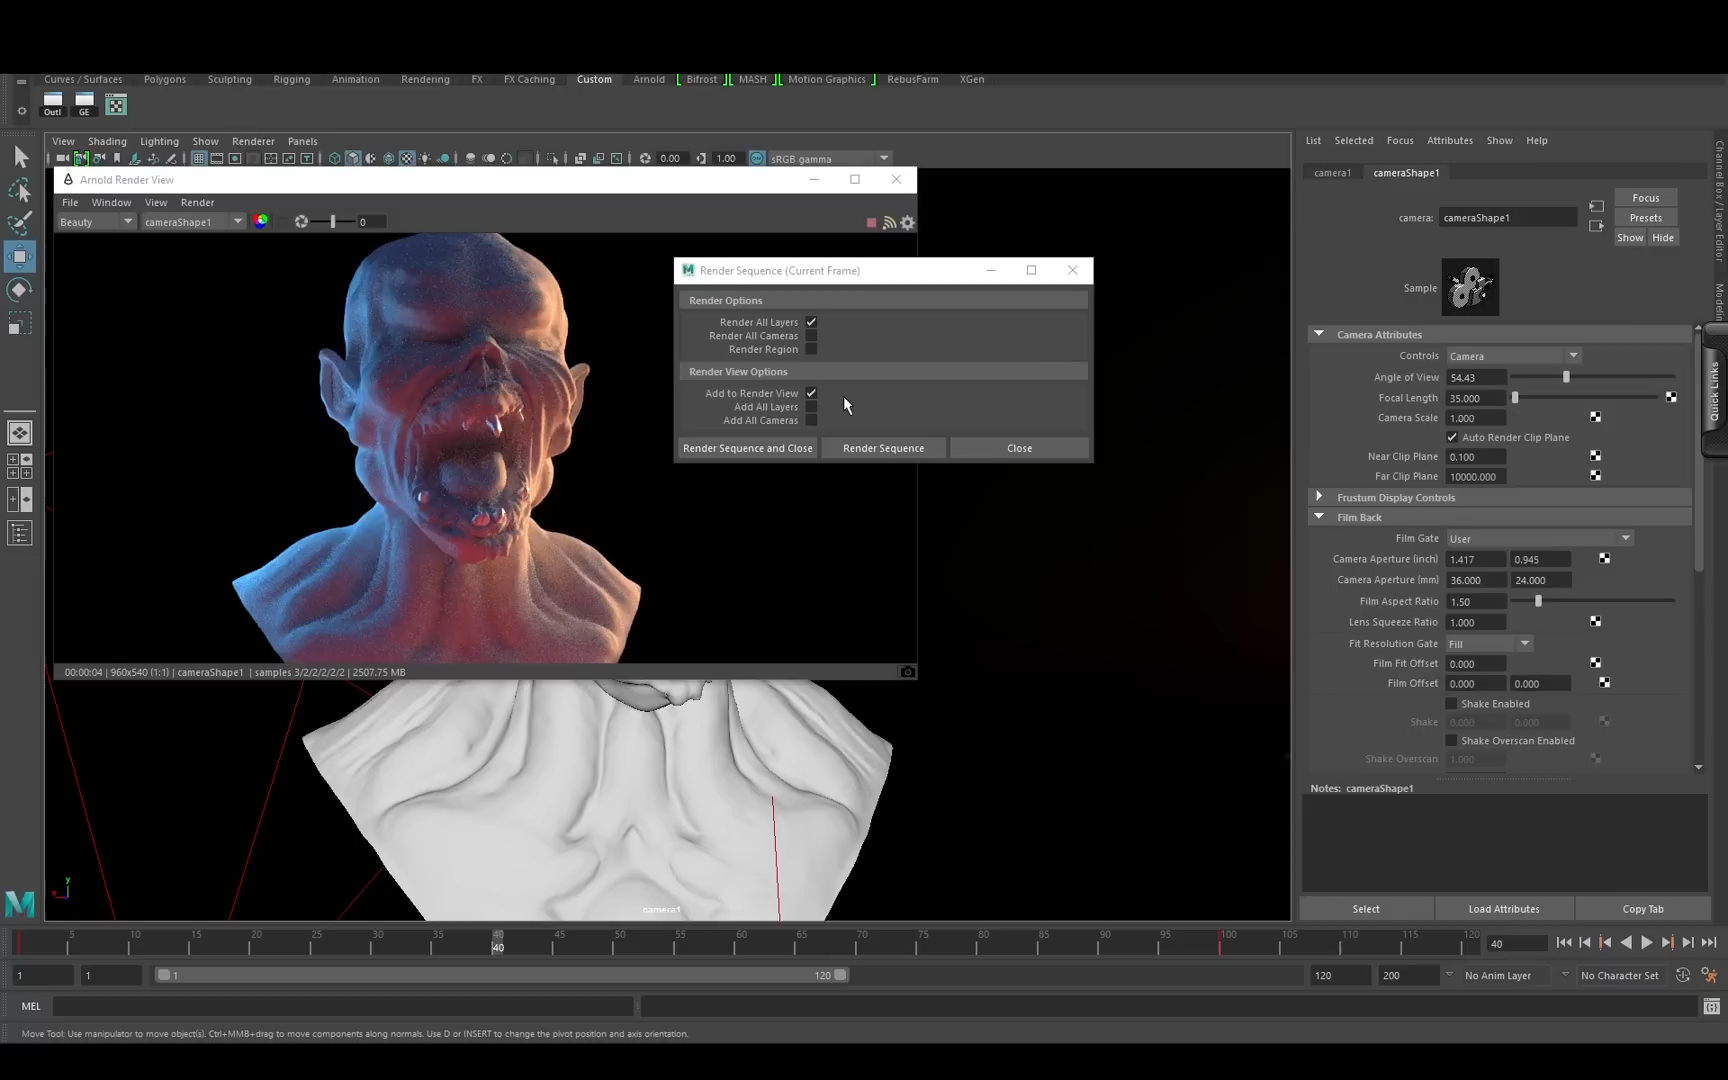 Curves / Surfaces Polygons Sculpting Rigging Animation Rendering FX FX Caching Custom Arnold Bifrost MASH Motion Graphics RebusFarm XGen
Outl GE
View Shading Lighting Show Renderer Panels
0.00 1.00 sRGB gamma
Arnold Render View
File Window View Render
Beauty cameraShape1 0
Render Sequence (Current Frame)
Render Options
Render All Layers
Render All Cameras
Render Region
Render View Options
Add to Render View
Add All Layers
Add All Cameras
Render Sequence and Close Render Sequence Close
00:00:04 | 960x540 (1:1) | cameraShape1 | samples 3/2/2/2/2/2 | 2507.75 MB
camera1
List Selected Focus Attributes Show Help
camera1 cameraShape1
Focus
camera: cameraShape1 Presets
Show Hide
Sample
Camera Attributes
Controls Camera
Angle of View 54.43
Focal Length 35.000
Camera Scale 1.000
Auto Render Clip Plane
Near Clip Plane 0.100
Far Clip Plane 10000.000
Frustum Display Controls
Film Back
Film Gate User
Camera Aperture (inch) 1.417 0.945
Camera Aperture (mm) 36.000 24.000
Film Aspect Ratio 1.50
Lens Squeeze Ratio 1.000
Fit Resolution Gate Fill
Film Fit Offset 0.000
Film Offset 0.000 0.000
Shake Enabled
Shake 0.000 0.000
Shake Overscan Enabled
Shake Overscan 1.000
Notes: cameraShape1
Select Load Attributes Copy Tab
Channel Box / Layer Editor
Quick Links
5 10 15 20 25 30 35 40 45 50 55 60 65 70 75 80 85 90 95 100 105 110 115 120
40 40
1 1 1 120 120 200 No Anim Layer No Character Set
MEL
Move Tool: Use manipulator to move object(s). Ctrl+MMB+drag to move components along normals. Use D or INSERT to change the pivot position and axis orientation.